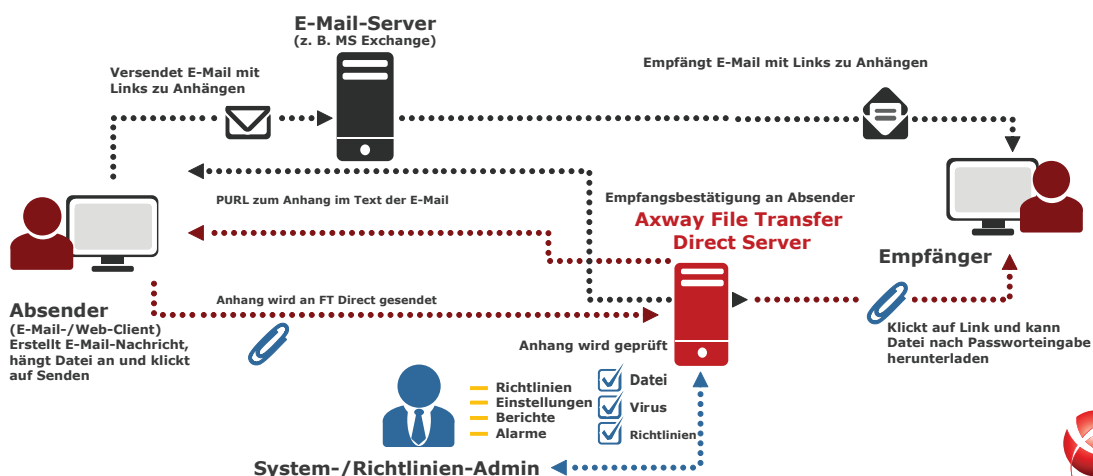 E-Mail-Server
(z. B. MS Exchange)
Versendet E-Mail mit
Links zu Anhängen
Empfängt E-Mail mit Links zu Anhängen
PURL zum Anhang im Text der E-Mail
Empfangsbestätigung an Absender
Axway File Transfer
Direct Server
Empfänger
Absender
(E-Mail-/Web-Client)
Erstellt E-Mail-Nachricht,
hängt Datei an und klickt
auf Senden
Anhang wird an FT Direct gesendet
Klickt auf Link und kann
Datei nach Passworteingabe
herunterladen
Anhang wird geprüft
Richtlinien
Einstellungen
Berichte
Alarme
Datei
Virus
Richtlinien
System-/Richtlinien-Admin